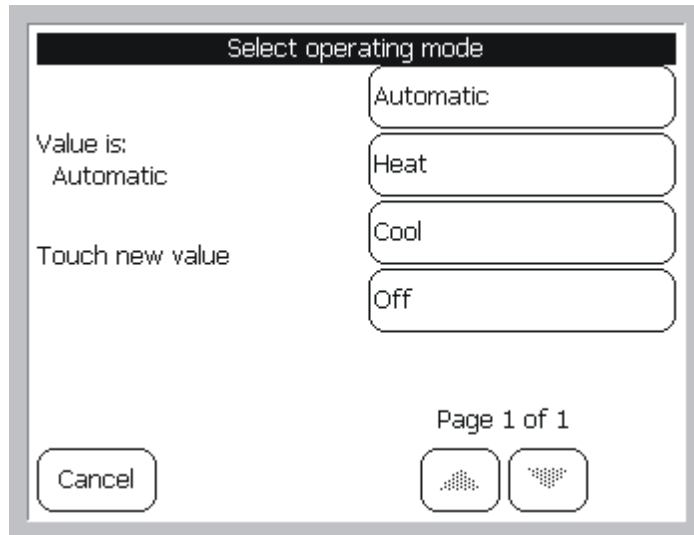 Select operating mode
Automatic
Value is:
Automatic
Heat
Cool
Touch new value
Off
Page 1 of 1
Cancel